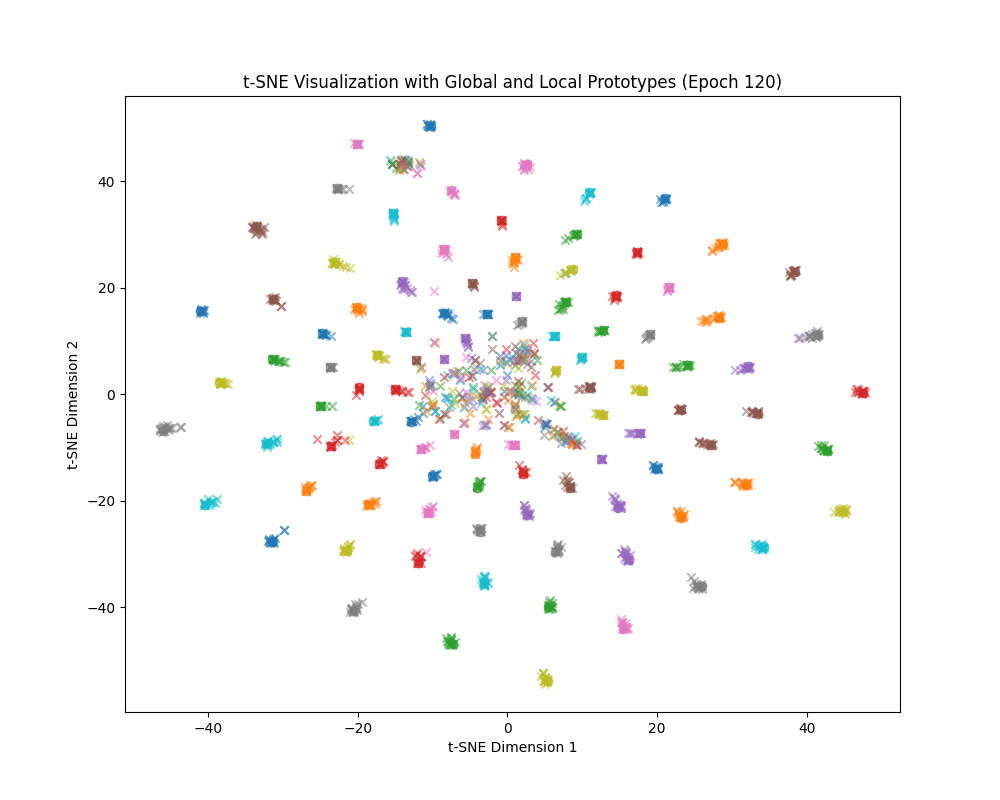 t-SNE Visualization with Global and Local Prototypes (Epoch 120)
40
20
0
−20
−40
t-SNE Dimension 2
−40 −20 0 20 40
t-SNE Dimension 1